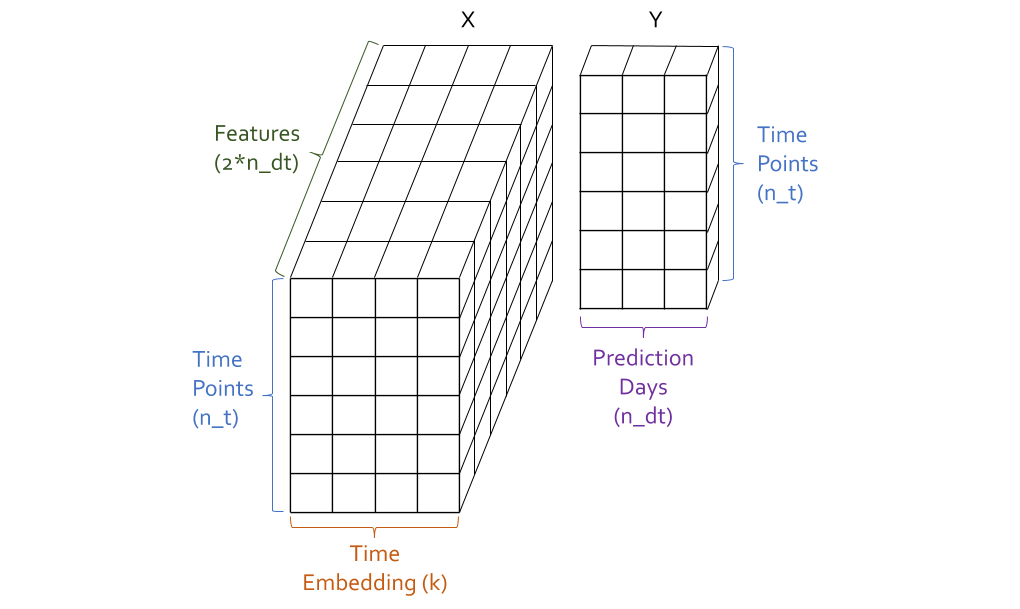 X
Y
Features
(2*n_dt)
Time
Points
(n_t)
Time
Points
(n_t)
Prediction
Days
(n_dt)
Time
Embedding (k)